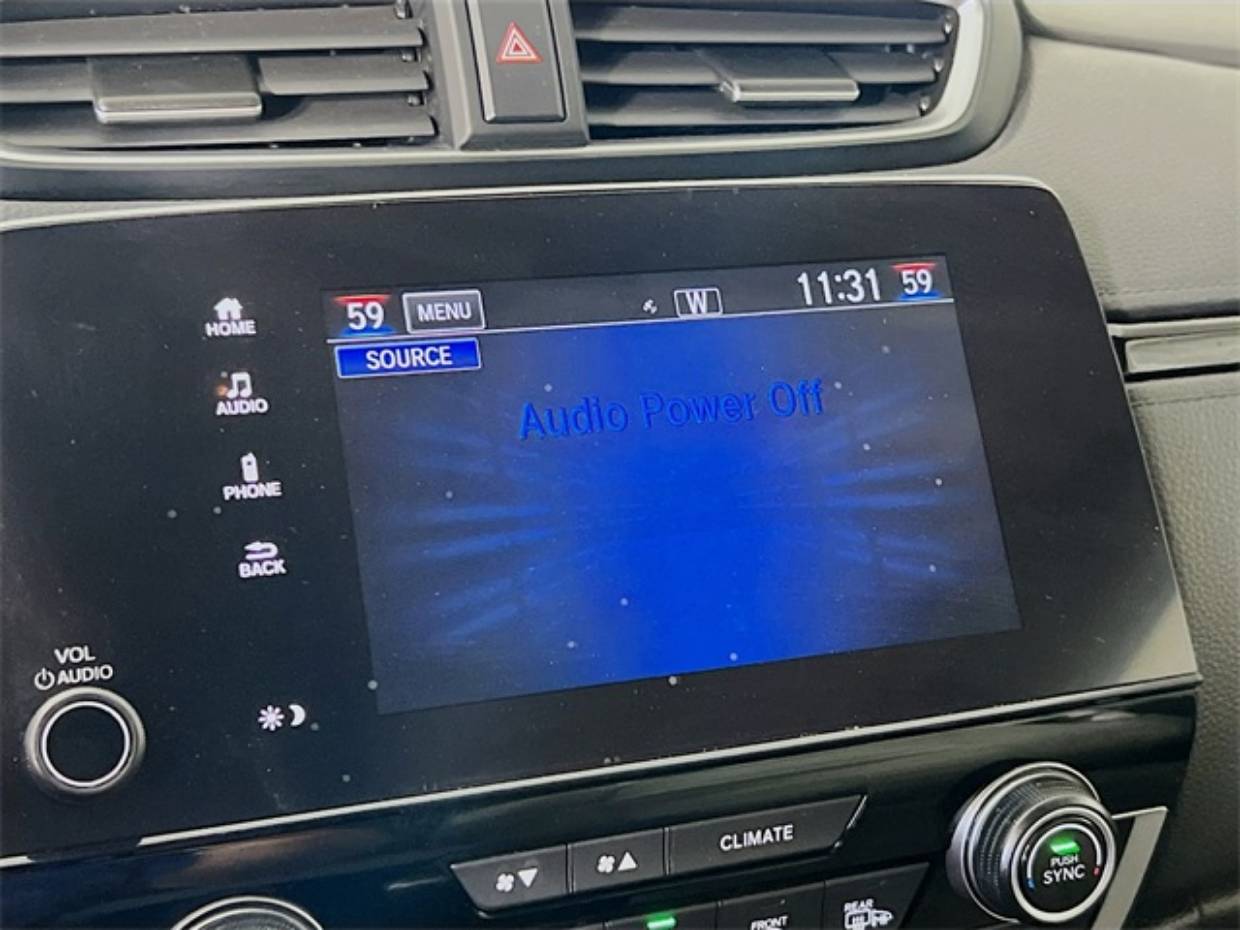 59 MENU W 11:31 59
SOURCE
Audio Power Off
HOME
AUDIO
PHONE
BACK
VOL
AUDIO
CLIMATE
PUSH
SYNC
FRONT
REAR